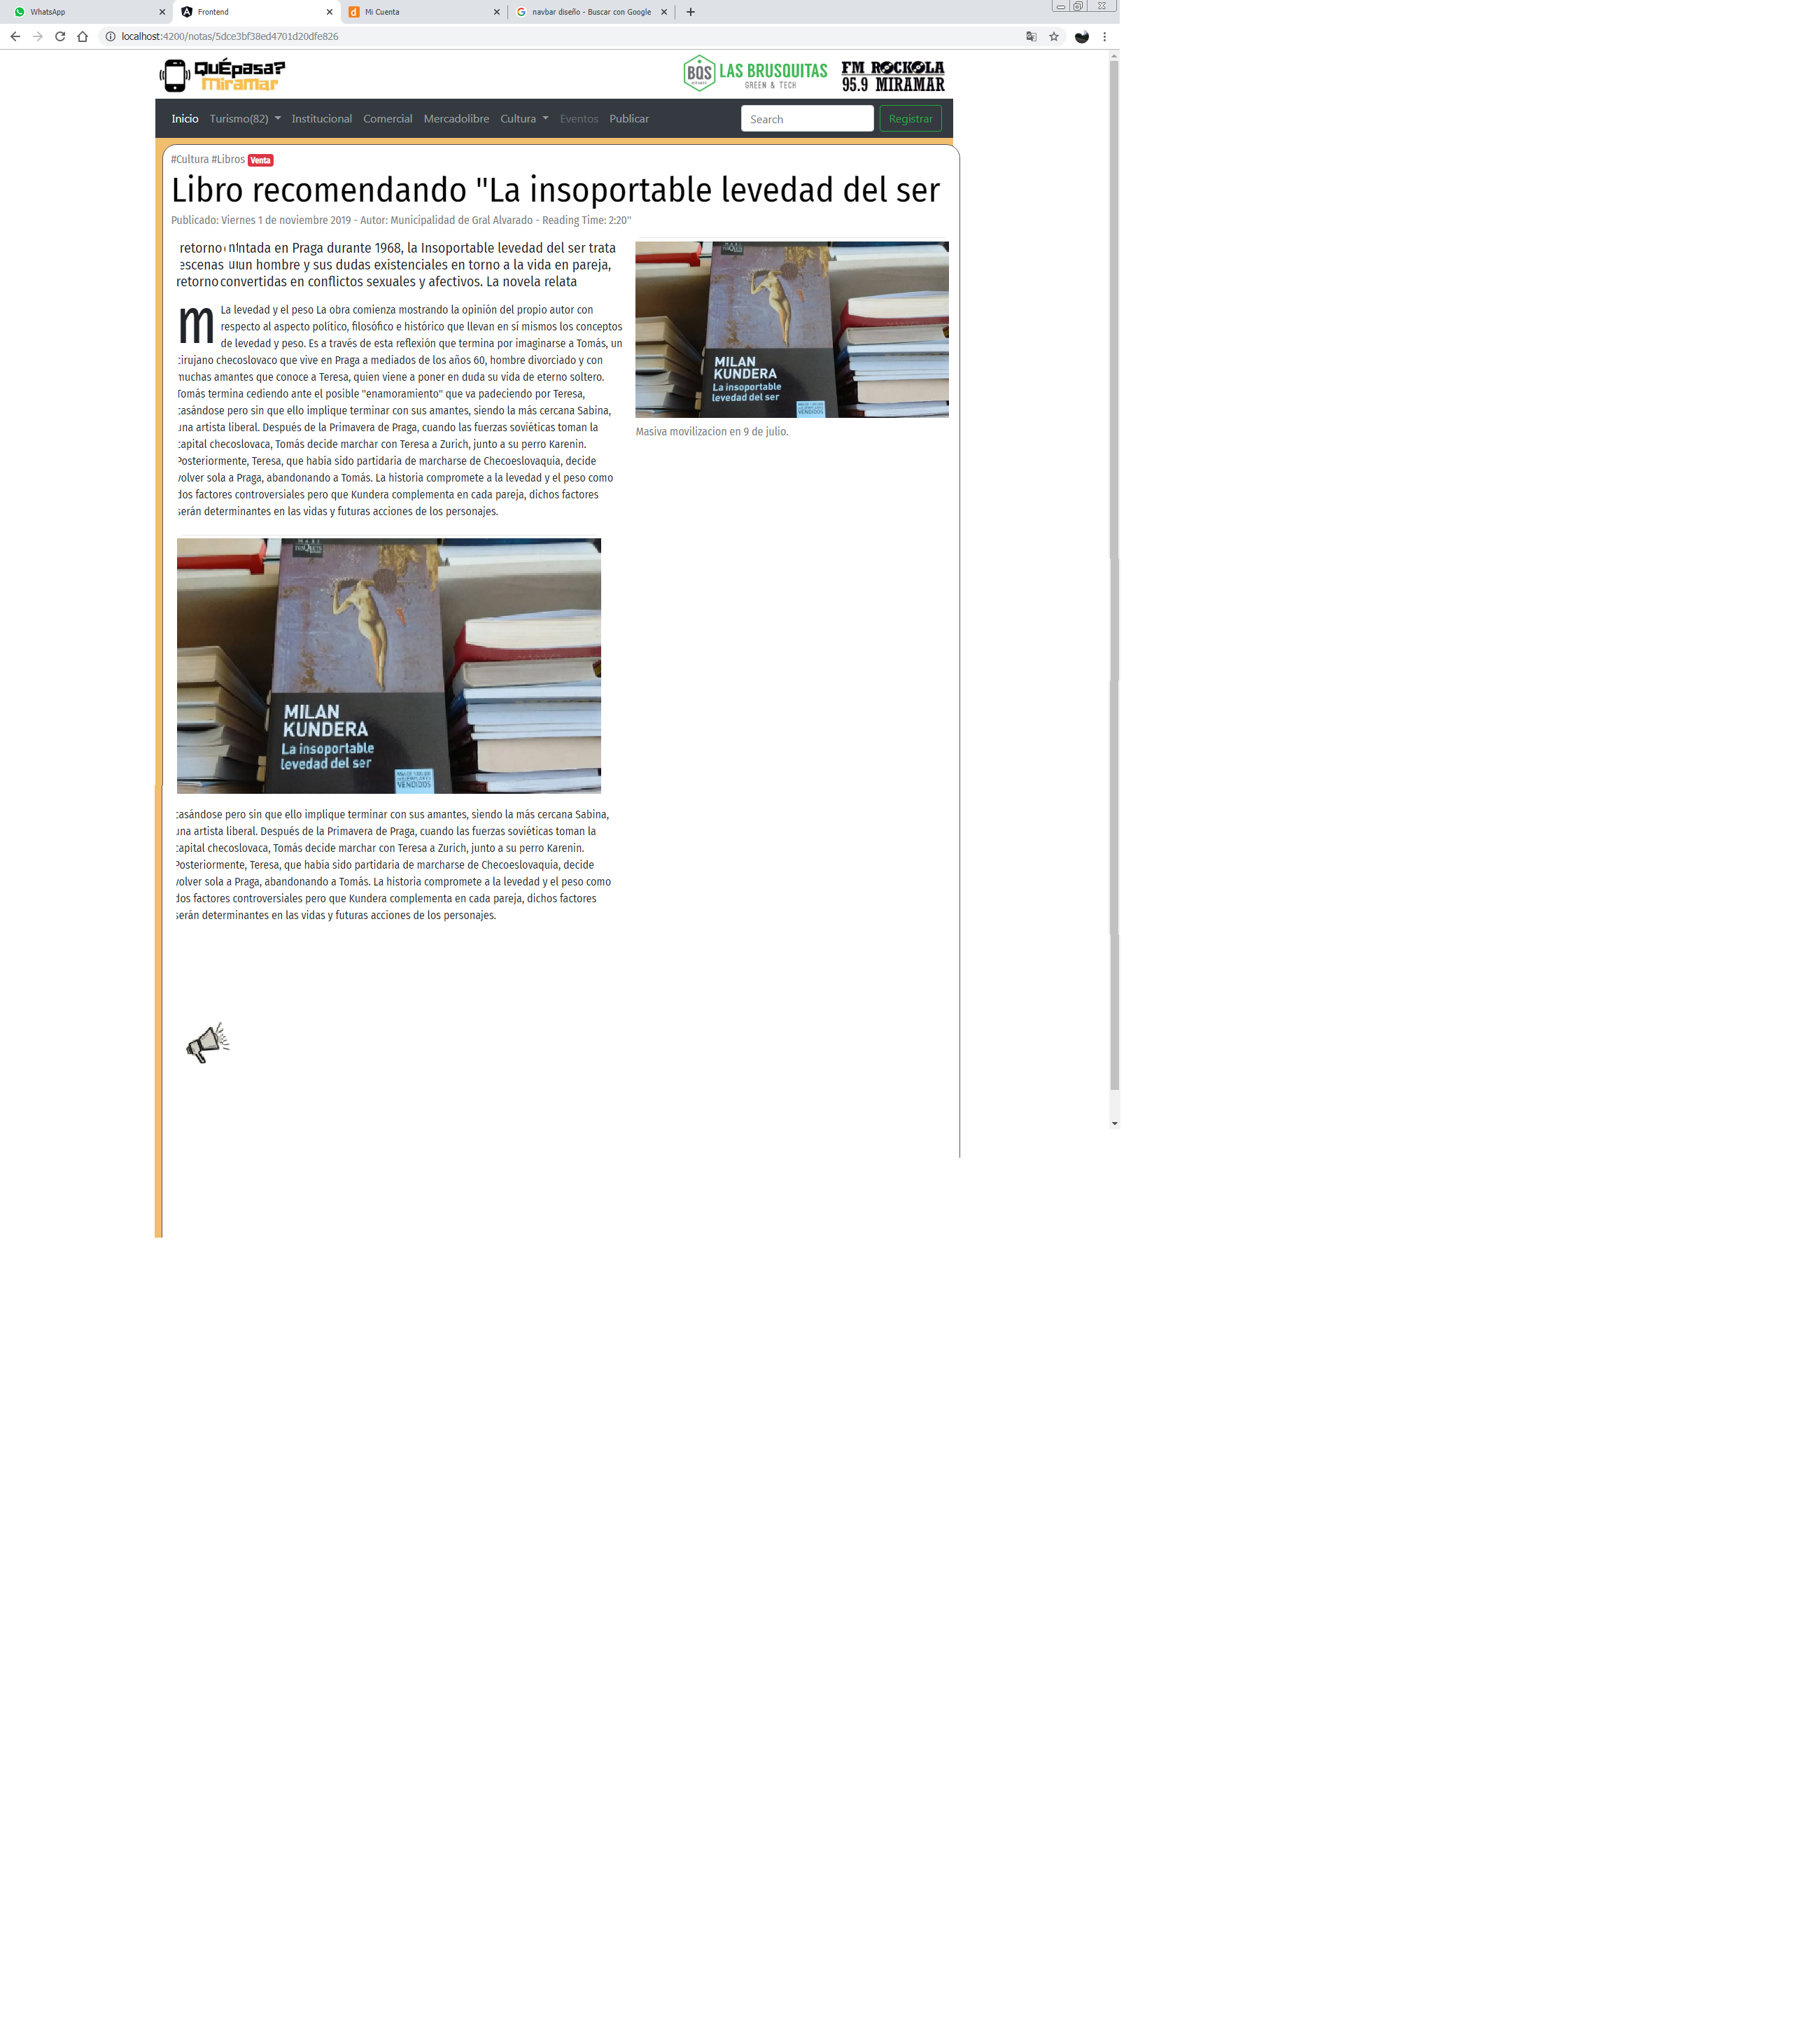 WhatsApp
Frontend
Mi Cuenta
navbar diseño - Buscar con Google
localhost:4200/notas/5dce3bf38ed4701d20dfe826
QuÉpasa?
Miramar
BQS
LAS BRUSQUITAS
GREEN & TECH
FM ROCKOLA
95.9 MIRAMAR
Inicio Turismo(82) Institucional Comercial Mercadolibre Cultura Eventos Publicar Search Registrar
#Cultura #Libros Venta
Libro recomendando "La insoportable levedad del ser
Publicado: Viernes 1 de noviembre 2019 - Autor: Municipalidad de Gral Alvarado - Reading Time: 2:20''
retorno ntada en Praga durante 1968, la Insoportable levedad del ser trata
escenas un hombre y sus dudas existenciales en torno a la vida en pareja,
retorno convertidas en conflictos sexuales y afectivos. La novela relata
m La levedad y el peso La obra comienza mostrando la opinión del propio autor con
respecto al aspecto político, filosófico e histórico que llevan en sí mismos los conceptos
de levedad y peso. Es a través de esta reflexión que termina por imaginarse a Tomás, un
cirujano checoslovaco que vive en Praga a mediados de los años 60, hombre divorciado y con
muchas amantes que conoce a Teresa, quien viene a poner en duda su vida de eterno soltero.
Tomás termina cediendo ante el posible "enamoramiento" que va padeciendo por Teresa,
casándose pero sin que ello implique terminar con sus amantes, siendo la más cercana Sabina,
una artista liberal. Después de la Primavera de Praga, cuando las fuerzas soviéticas toman la
capital checoslovaca, Tomás decide marchar con Teresa a Zurich, junto a su perro Karenin.
Posteriormente, Teresa, que había sido partidaria de marcharse de Checoeslovaquia, decide
volver sola a Praga, abandonando a Tomás. La historia compromete a la levedad y el peso como
dos factores controversiales pero que Kundera complementa en cada pareja, dichos factores
serán determinantes en las vidas y futuras acciones de los personajes.
MILAN
KUNDERA
La insoportable
levedad del ser
VENDIDOS
Masiva movilizacion en 9 de julio.
MILAN
KUNDERA
La insoportable
levedad del ser
VENDIDOS
casándose pero sin que ello implique terminar con sus amantes, siendo la más cercana Sabina,
una artista liberal. Después de la Primavera de Praga, cuando las fuerzas soviéticas toman la
capital checoslovaca, Tomás decide marchar con Teresa a Zurich, junto a su perro Karenin.
Posteriormente, Teresa, que había sido partidaria de marcharse de Checoeslovaquia, decide
volver sola a Praga, abandonando a Tomás. La historia compromete a la levedad y el peso como
dos factores controversiales pero que Kundera complementa en cada pareja, dichos factores
serán determinantes en las vidas y futuras acciones de los personajes.